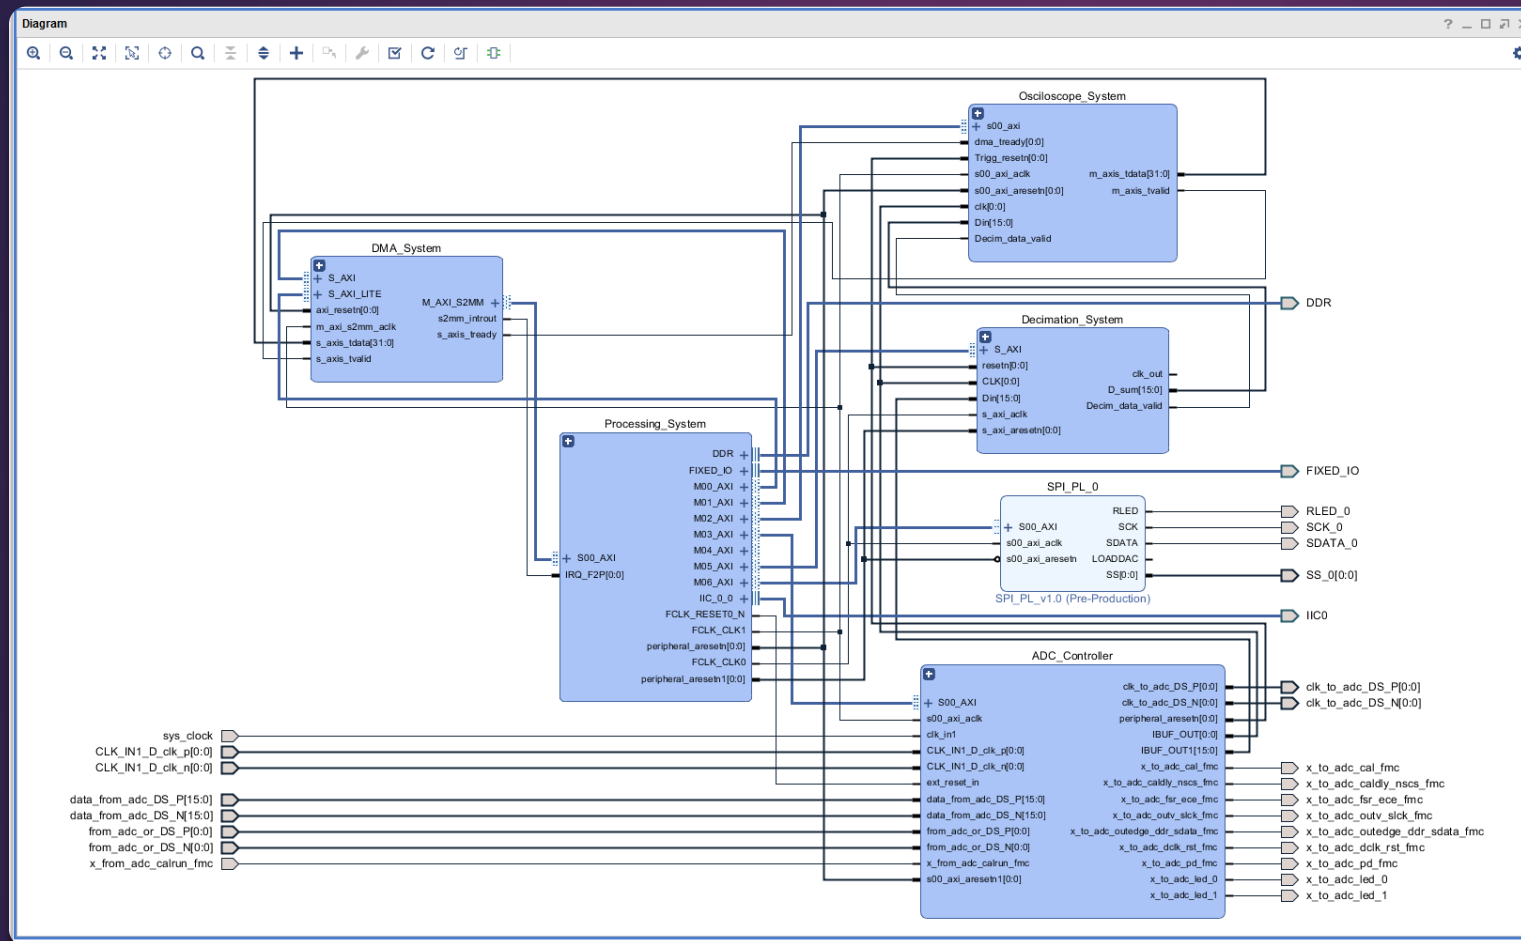 Diagram
Osciloscope_System
s00_axi
dma_tready[0:0]
Trigg_resetn[0:0]
s00_axi_aclk
s00_axi_aresetn[0:0]
clk[0:0]
Din[15:0]
Decim_data_valid
m_axis_tdata[31:0]
m_axis_tvalid
DMA_System
S_AXI
S_AXI_LITE
axi_resetn[0:0]
m_axi_s2mm_aclk
s_axis_tdata[31:0]
s_axis_tvalid
M_AXI_S2MM
s2mm_introut
s_axis_tready
DDR
Decimation_System
S_AXI
resetn[0:0]
CLK[0:0]
Din[15:0]
s_axi_aclk
s_axi_aresetn[0:0]
clk_out
D_sum[15:0]
Decim_data_valid
Processing_System
S00_AXI
IRQ_F2P[0:0]
DDR
FIXED_IO
M00_AXI
M01_AXI
M02_AXI
M03_AXI
M04_AXI
M05_AXI
M06_AXI
IIC_0_0
FCLK_RESET0_N
FCLK_CLK1
peripheral_aresetn[0:0]
FCLK_CLK0
peripheral_aresetn1[0:0]
FIXED_IO
SPI_PL_0
S00_AXI
s00_axi_aclk
s00_axi_aresetn
RLED
SCK
SDATA
LOADDAC
SS[0:0]
SPI_PL_v1.0 (Pre-Production)
RLED_0
SCK_0
SDATA_0
SS_0[0:0]
IIC0
ADC_Controller
S00_AXI
s00_axi_aclk
clk_in1
CLK_IN1_D_clk_p[0:0]
CLK_IN1_D_clk_n[0:0]
ext_reset_in
data_from_adc_DS_P[15:0]
data_from_adc_DS_N[15:0]
from_adc_or_DS_P[0:0]
from_adc_or_DS_N[0:0]
x_from_adc_calrun_fmc
s00_axi_aresetn1[0:0]
clk_to_adc_DS_P[0:0]
clk_to_adc_DS_N[0:0]
peripheral_aresetn[0:0]
IBUF_OUT[0:0]
IBUF_OUT1[15:0]
x_to_adc_cal_fmc
x_to_adc_caldly_nscs_fmc
x_to_adc_fsr_ece_fmc
x_to_adc_outv_slck_fmc
x_to_adc_outedge_ddr_sdata_fmc
x_to_adc_dclk_rst_fmc
x_to_adc_pd_fmc
x_to_adc_led_0
x_to_adc_led_1
sys_clock
CLK_IN1_D_clk_p[0:0]
CLK_IN1_D_clk_n[0:0]
data_from_adc_DS_P[15:0]
data_from_adc_DS_N[15:0]
from_adc_or_DS_P[0:0]
from_adc_or_DS_N[0:0]
x_from_adc_calrun_fmc
clk_to_adc_DS_P[0:0]
clk_to_adc_DS_N[0:0]
x_to_adc_cal_fmc
x_to_adc_caldly_nscs_fmc
x_to_adc_fsr_ece_fmc
x_to_adc_outv_slck_fmc
x_to_adc_outedge_ddr_sdata_fmc
x_to_adc_dclk_rst_fmc
x_to_adc_pd_fmc
x_to_adc_led_0
x_to_adc_led_1